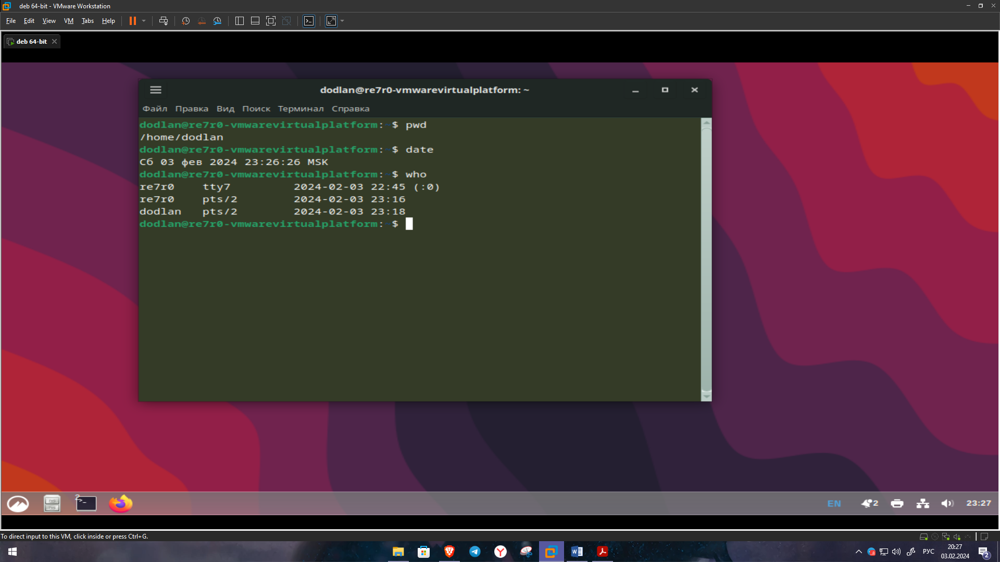 deb 64-bit - VMware Workstation
File Edit View VM Tabs Help
deb 64-bit
dodlan@re7r0-vmwarevirtualplatform: ~
Файл Правка Вид Поиск Терминал Справка
dodlan@re7r0-vmwarevirtualplatform:~$ pwd
/home/dodlan
dodlan@re7r0-vmwarevirtualplatform:~$ date
Сб 03 фев 2024 23:26:26 MSK
dodlan@re7r0-vmwarevirtualplatform:~$ who
re7r0    tty7         2024-02-03 22:45 (:0)
re7r0    pts/2        2024-02-03 23:16
dodlan   pts/2        2024-02-03 23:18
dodlan@re7r0-vmwarevirtualplatform:~$
2
EN 2 23:27
To direct input to this VM, click inside or press Ctrl+G.
РУС 20:27
03.02.2024 2